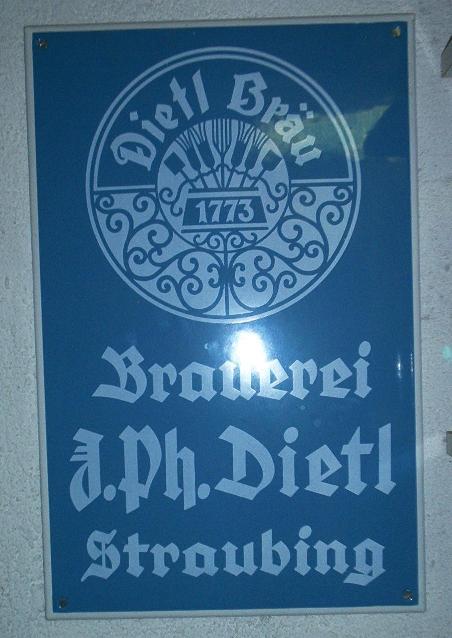 Dietl Bräu
1773
Brauerei
J.Ph.Dietl
Straubing